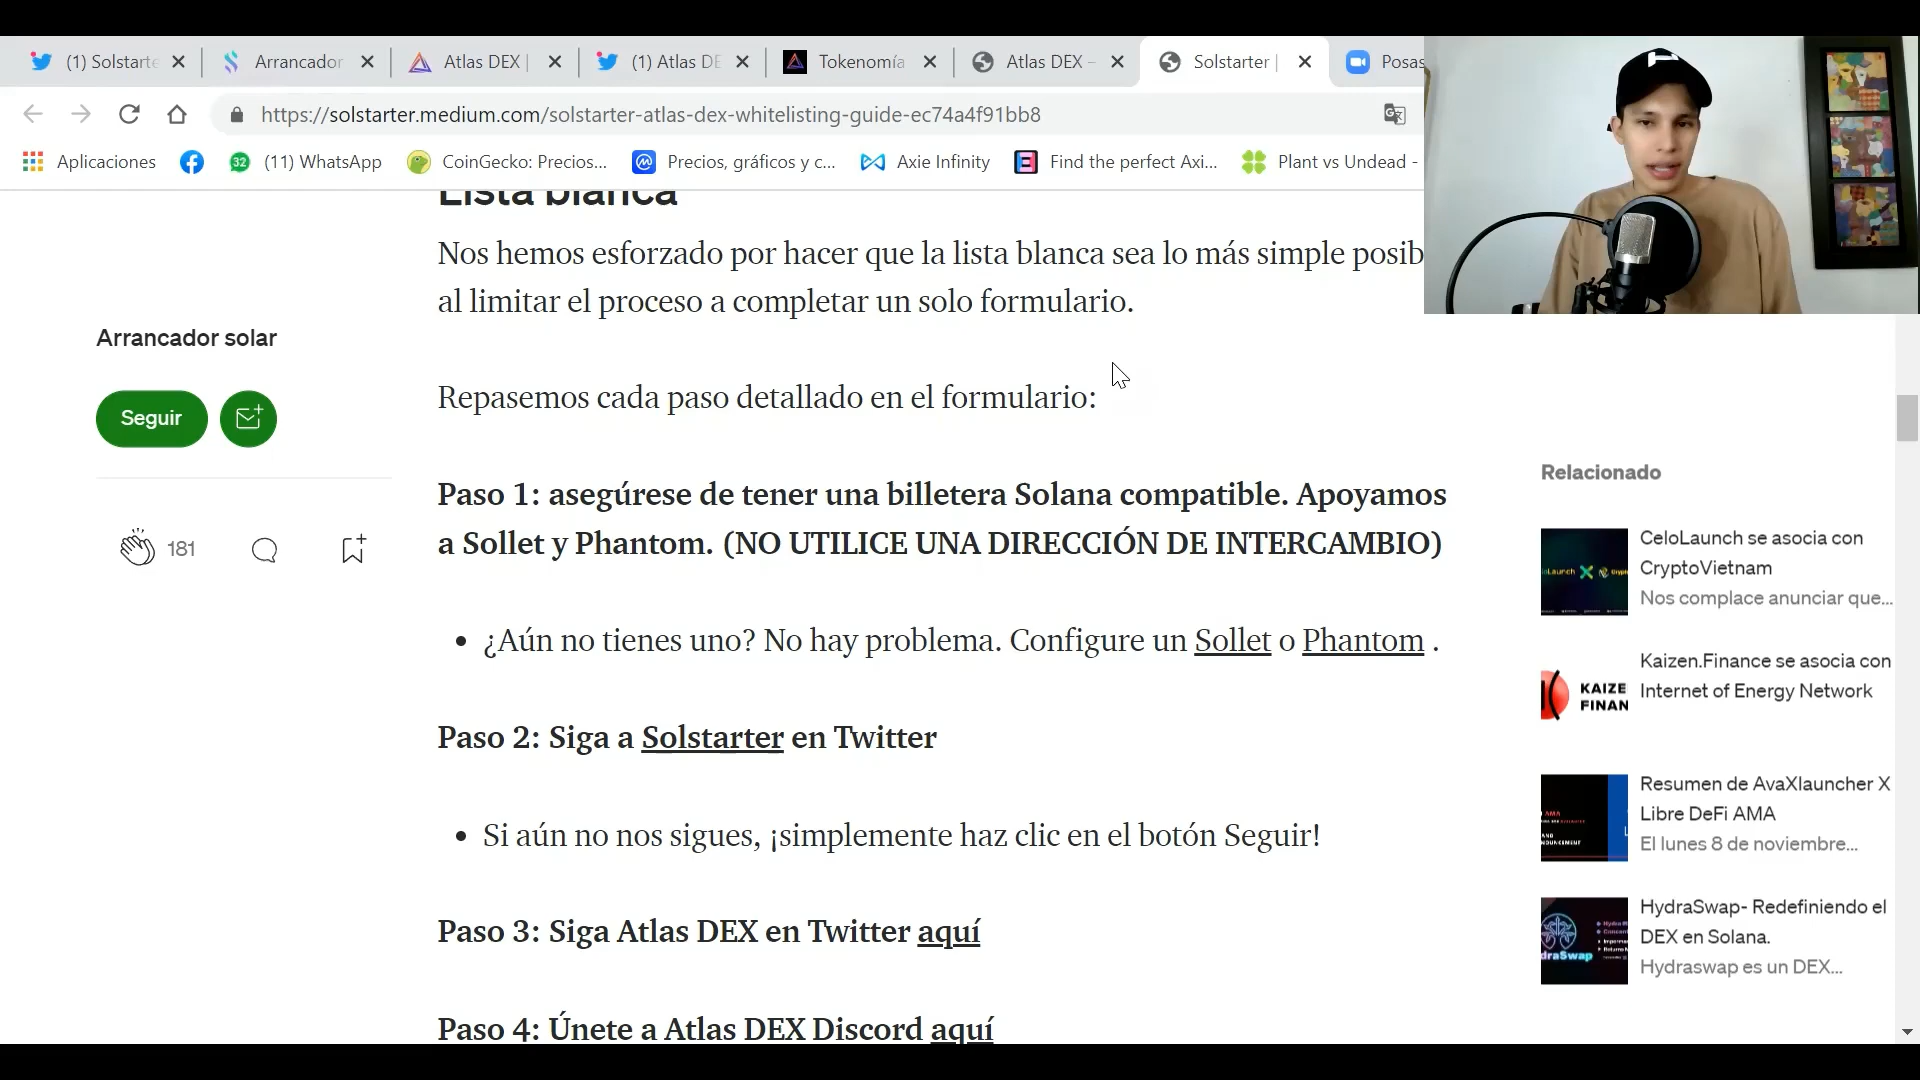 (1) Solstarte
Arrancador
Atlas DEX |
(1) Atlas DE
Tokenomía
Atlas DEX –
Solstarter |
Posas
https://solstarter.medium.com/solstarter-atlas-dex-whitelisting-guide-ec74a4f91bb8
Aplicaciones
32
(11) WhatsApp
CoinGecko: Precios...
Precios, gráficos y c...
Axie Infinity
Find the perfect Axi...
Plant vs Undead -
Lista blanca
Nos hemos esforzado por hacer que la lista blanca sea lo más simple posib
al limitar el proceso a completar un solo formulario.
Arrancador solar
Seguir
181
Repasemos cada paso detallado en el formulario:
Paso 1: asegúrese de tener una billetera Solana compatible. Apoyamos
a Sollet y Phantom. (NO UTILICE UNA DIRECCIÓN DE INTERCAMBIO)
¿Aún no tienes uno? No hay problema. Configure un Sollet o Phantom .
Paso 2: Siga a Solstarter en Twitter
Si aún no nos sigues, ¡simplemente haz clic en el botón Seguir!
Paso 3: Siga Atlas DEX en Twitter aquí
Paso 4: Únete a Atlas DEX Discord aquí
Relacionado
CeloLaunch se asocia con
CryptoVietnam
Nos complace anunciar que...
Kaizen.Finance se asocia con
Internet of Energy Network
KAIZE
FINAN
Resumen de AvaXlauncher X
Libre DeFi AMA
El lunes 8 de noviembre...
HydraSwap- Redefiniendo el
DEX en Solana.
Hydraswap es un DEX...
draSwap